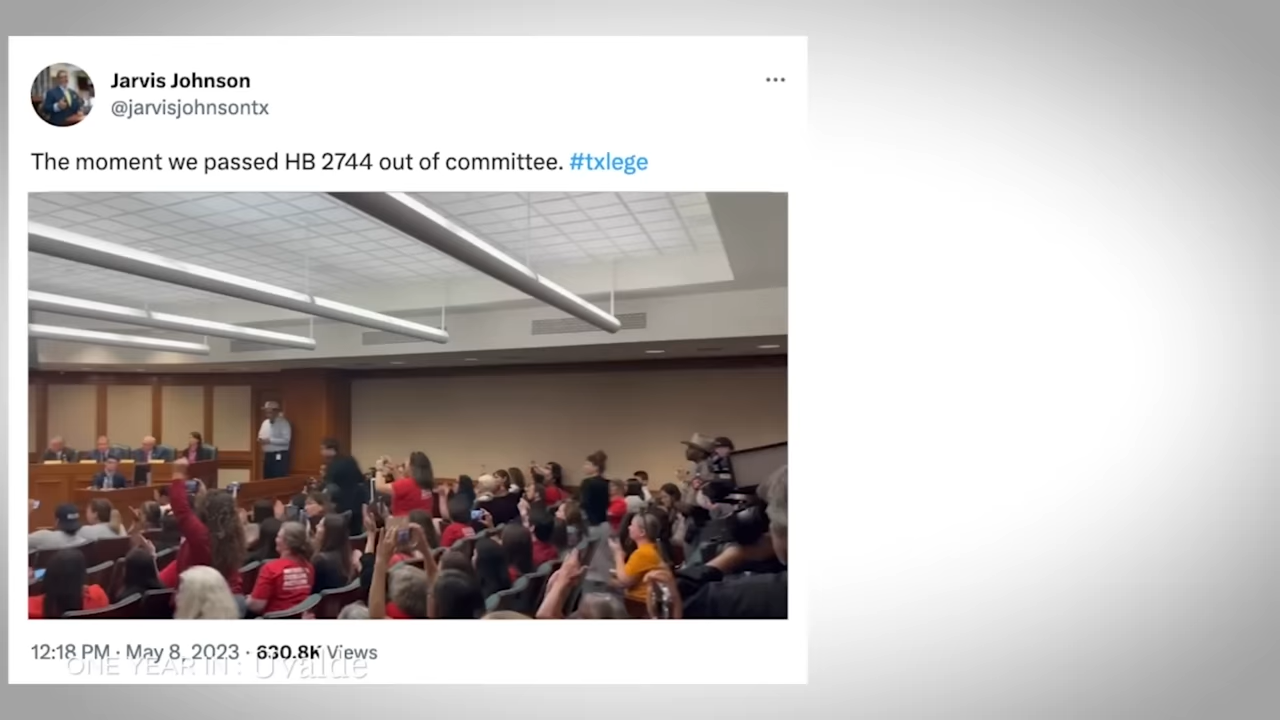 Jarvis Johnson
@jarvisjohnsontx
The moment we passed HB 2744 out of committee. #txlege
12:18 PM · May 8, 2023 · 630.8K Views
ONE YEAR IN: Uvalde